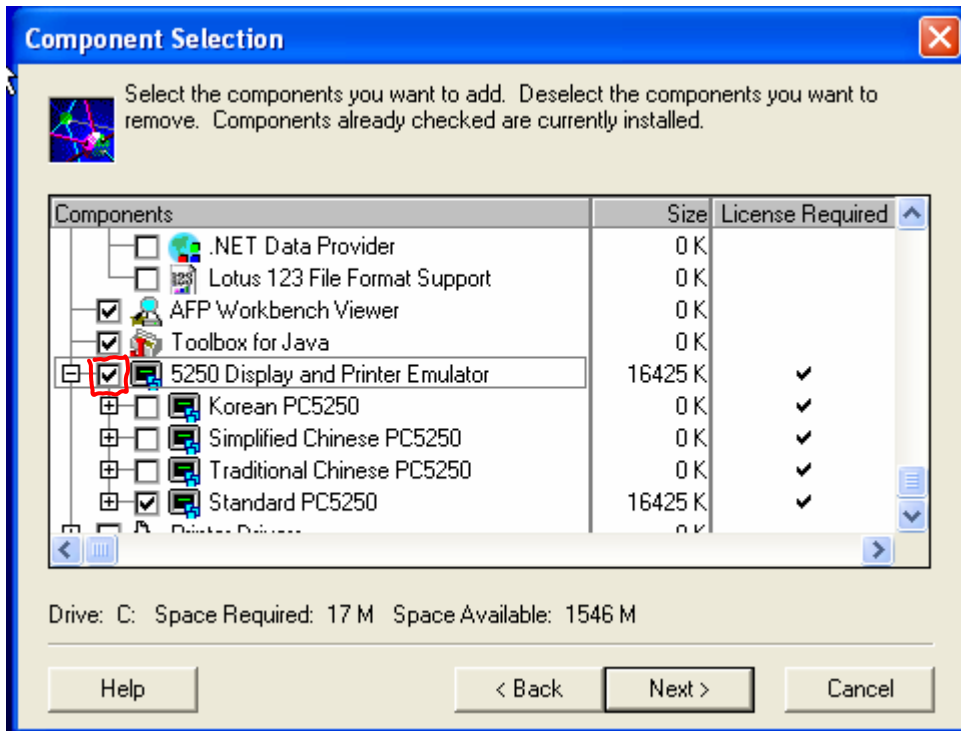 Component Selection
Select the components you want to add. Deselect the components you want to
remove. Components already checked are currently installed.
Components Size License Required
.NET Data Provider 0 K
Lotus 123 File Format Support 0 K
AFP Workbench Viewer 0 K
Toolbox for Java 0 K
5250 Display and Printer Emulator 16425 K
Korean PC5250 0 K
Simplified Chinese PC5250 0 K
Traditional Chinese PC5250 0 K
Standard PC5250 16425 K
Printer Drivers 0 K
Drive: C: Space Required: 17 M Space Available: 1546 M
Help < Back Next > Cancel